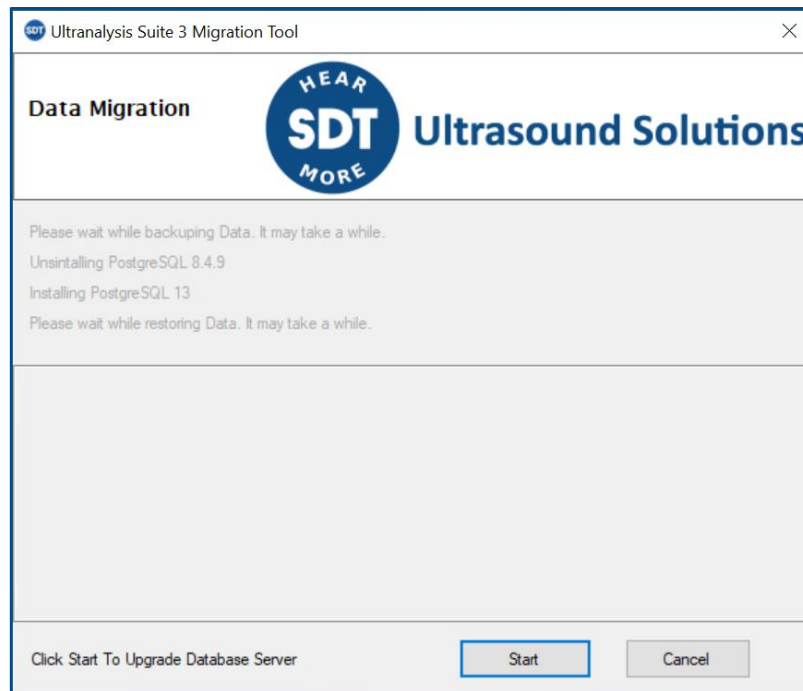 SDT Ultranalysis Suite 3 Migration Tool
Data Migration
HEAR
SDT
MORE
Ultrasound Solutions
Please wait while backuping Data. It may take a while.
Unsintalling PostgreSQL 8.4.9
Installing PostgreSQL 13
Please wait while restoring Data. It may take a while.
Click Start To Upgrade Database Server
Start
Cancel